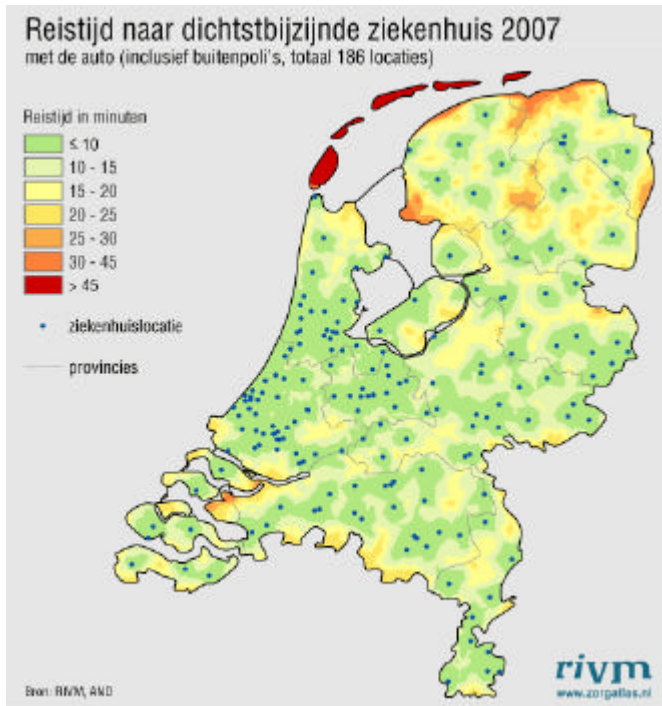 Reistijd naar dichtstbijzijnde ziekenhuis 2007
met de auto (inclusief buitenpoli's, totaal 186 locaties)
Reistijd in minuten
≤ 10
10 - 15
15 - 20
20 - 25
25 - 30
30 - 45
> 45
ziekenhuislocatie
provincies
Bron: RIVM, AND
rivm
www.zorgatlas.nl